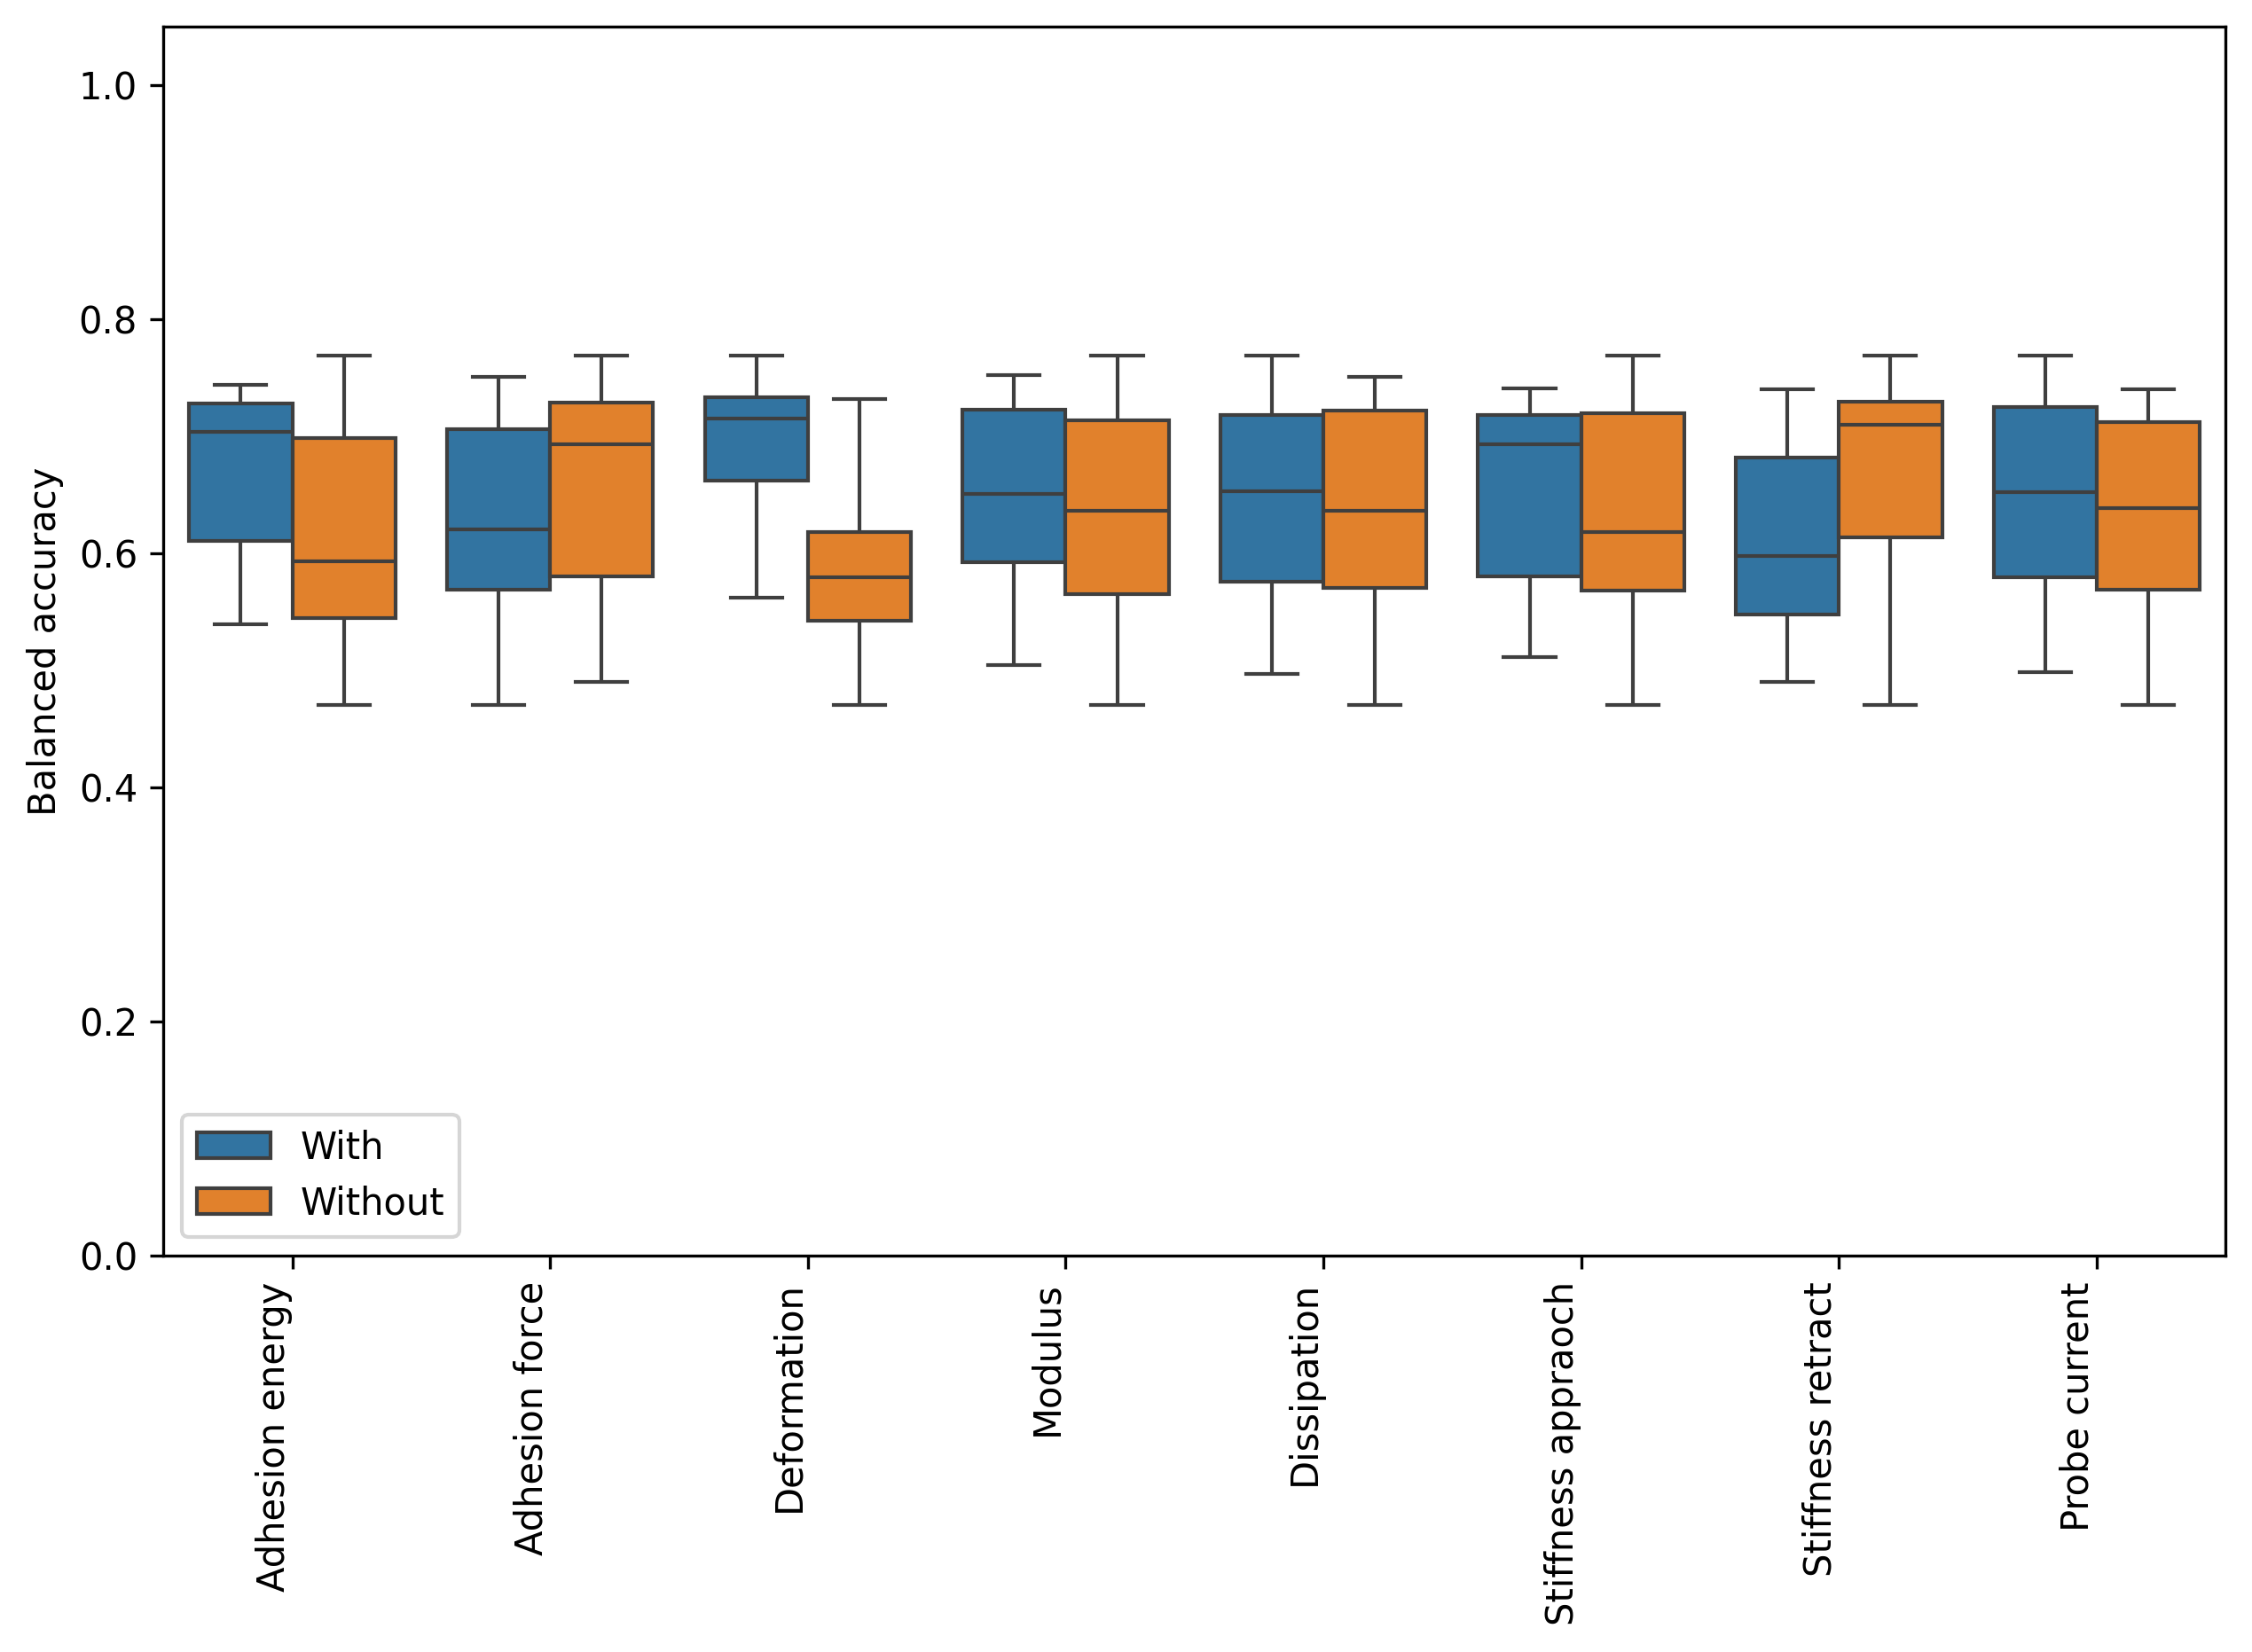 Balanced accuracy
1.0
0.8
0.6
0.4
0.2
0.0
With
Without
Adhesion energy
Adhesion force
Deformation
Modulus
Dissipation
Stiffness appraoch
Stiffness retract
Probe current